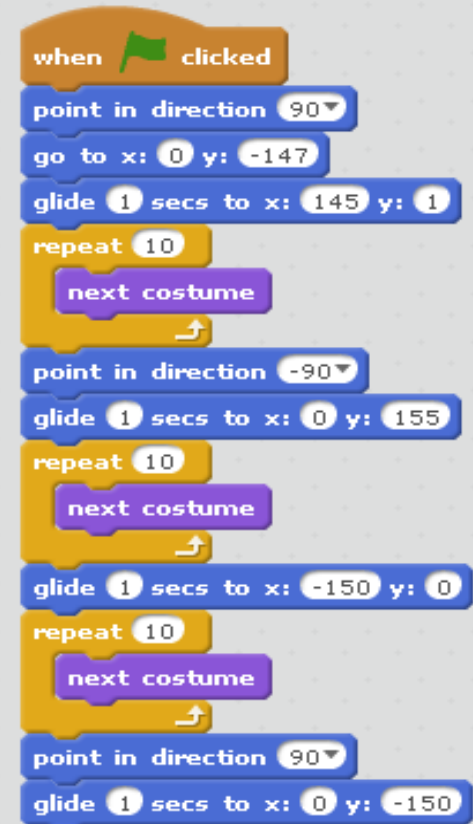 when clicked
point in direction 90
go to x: 0 y: -147
glide 1 secs to x: 145 y: 1
repeat 10
next costume
point in direction -90
glide 1 secs to x: 0 y: 155
repeat 10
next costume
glide 1 secs to x: -150 y: 0
repeat 10
next costume
point in direction 90
glide 1 secs to x: 0 y: -150